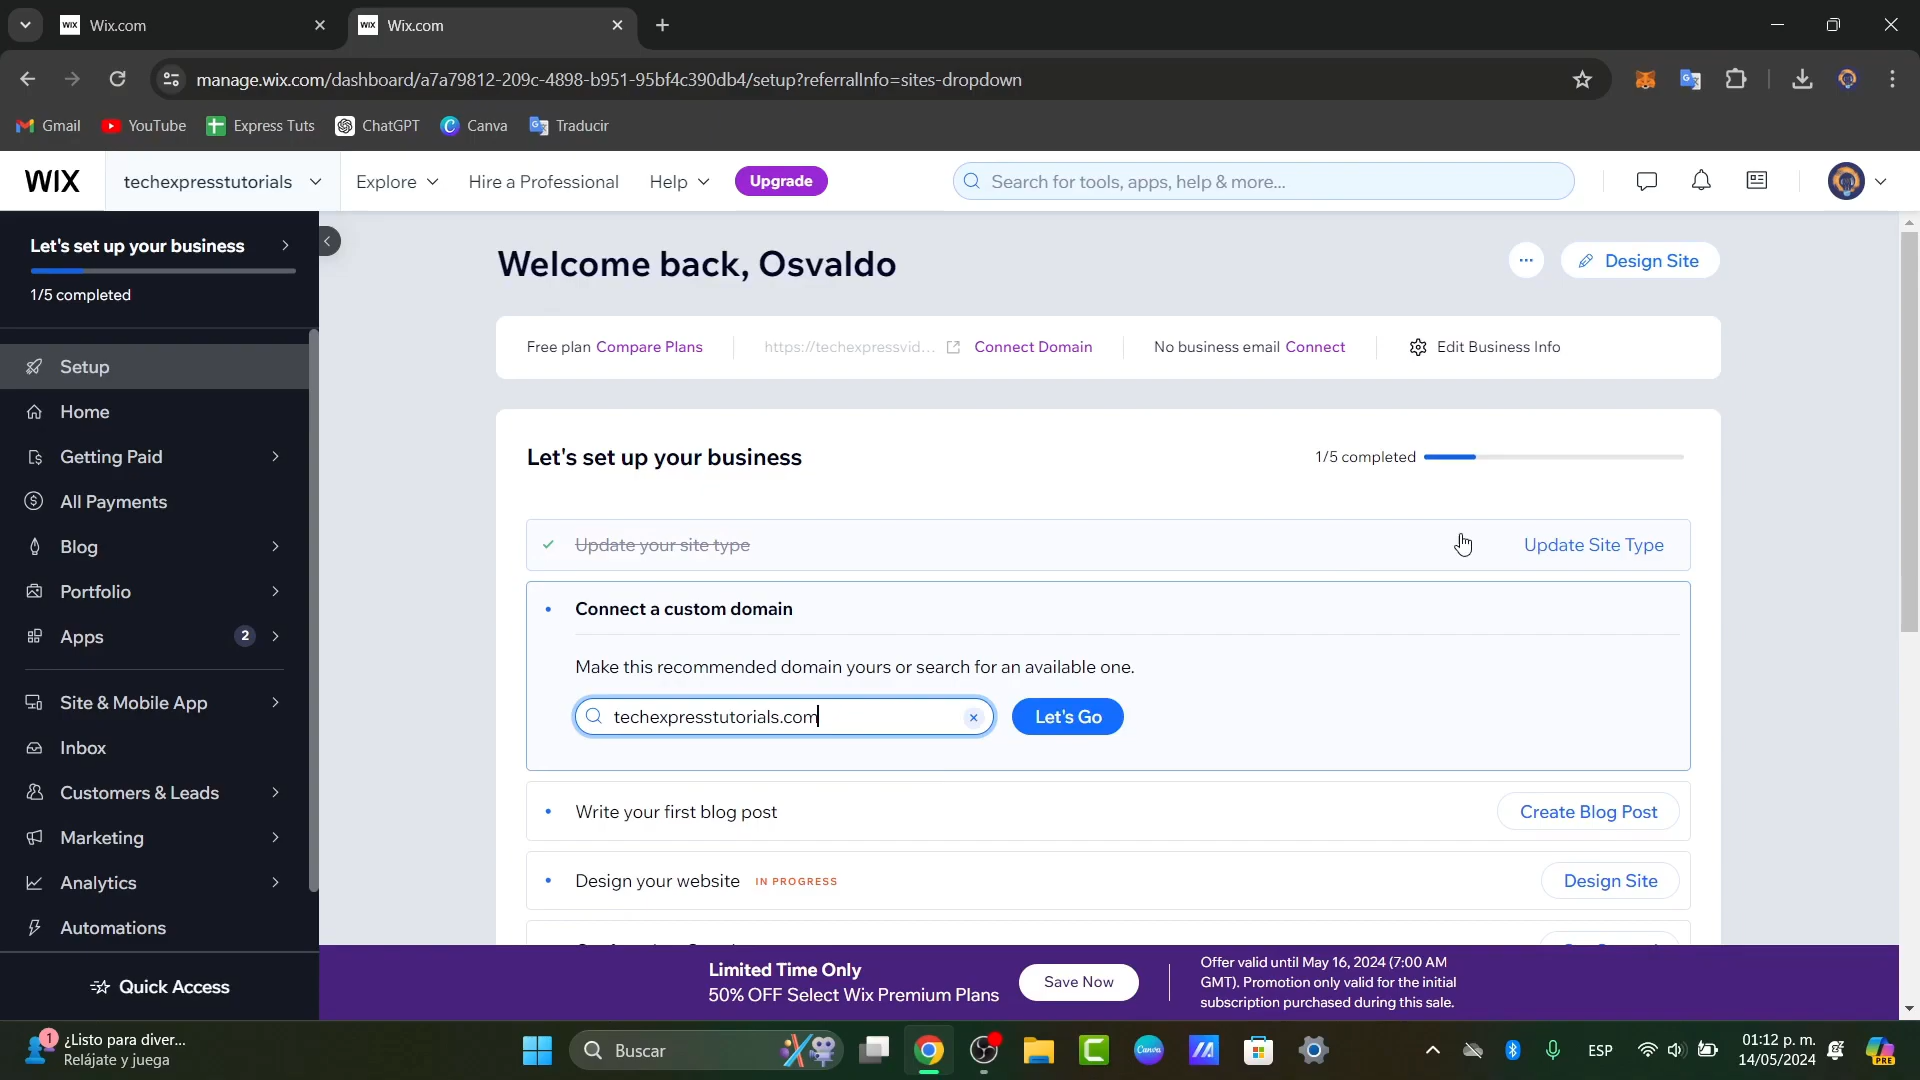 WIX Wix.com
WIX Wix.com
manage.wix.com/dashboard/a7a79812-209c-4898-b951-95bf4c390db4/setup?referralInfo=sites-dropdown
Gmail YouTube Express Tuts ChatGPT Canva Traducir
WIX techexpresstutorials Explore Hire a Professional Help Upgrade Search for tools, apps, help & more...
Let's set up your business
1/5 completed
Setup
Home
Getting Paid
All Payments
Blog
Portfolio
Apps 2
Site & Mobile App
Inbox
Customers & Leads
Marketing
Analytics
Automations
Quick Access
Welcome back, Osvaldo
Design Site
Free plan Compare Plans https://techexpressvid... Connect Domain No business email Connect Edit Business Info
Let's set up your business 1/5 completed
Update your site type Update Site Type
Connect a custom domain
Make this recommended domain yours or search for an available one.
techexpresstutorials.com Let's Go
Write your first blog post Create Blog Post
Design your website IN PROGRESS Design Site
Limited Time Only
50% OFF Select Wix Premium Plans
Save Now
Offer valid until May 16, 2024 (7:00 AM
GMT). Promotion only valid for the initial
subscription purchased during this sale.
1 ¿Listo para diver...
Relájate y juega
Buscar
Canva
ESP
01:12 p. m.
14/05/2024
PRE